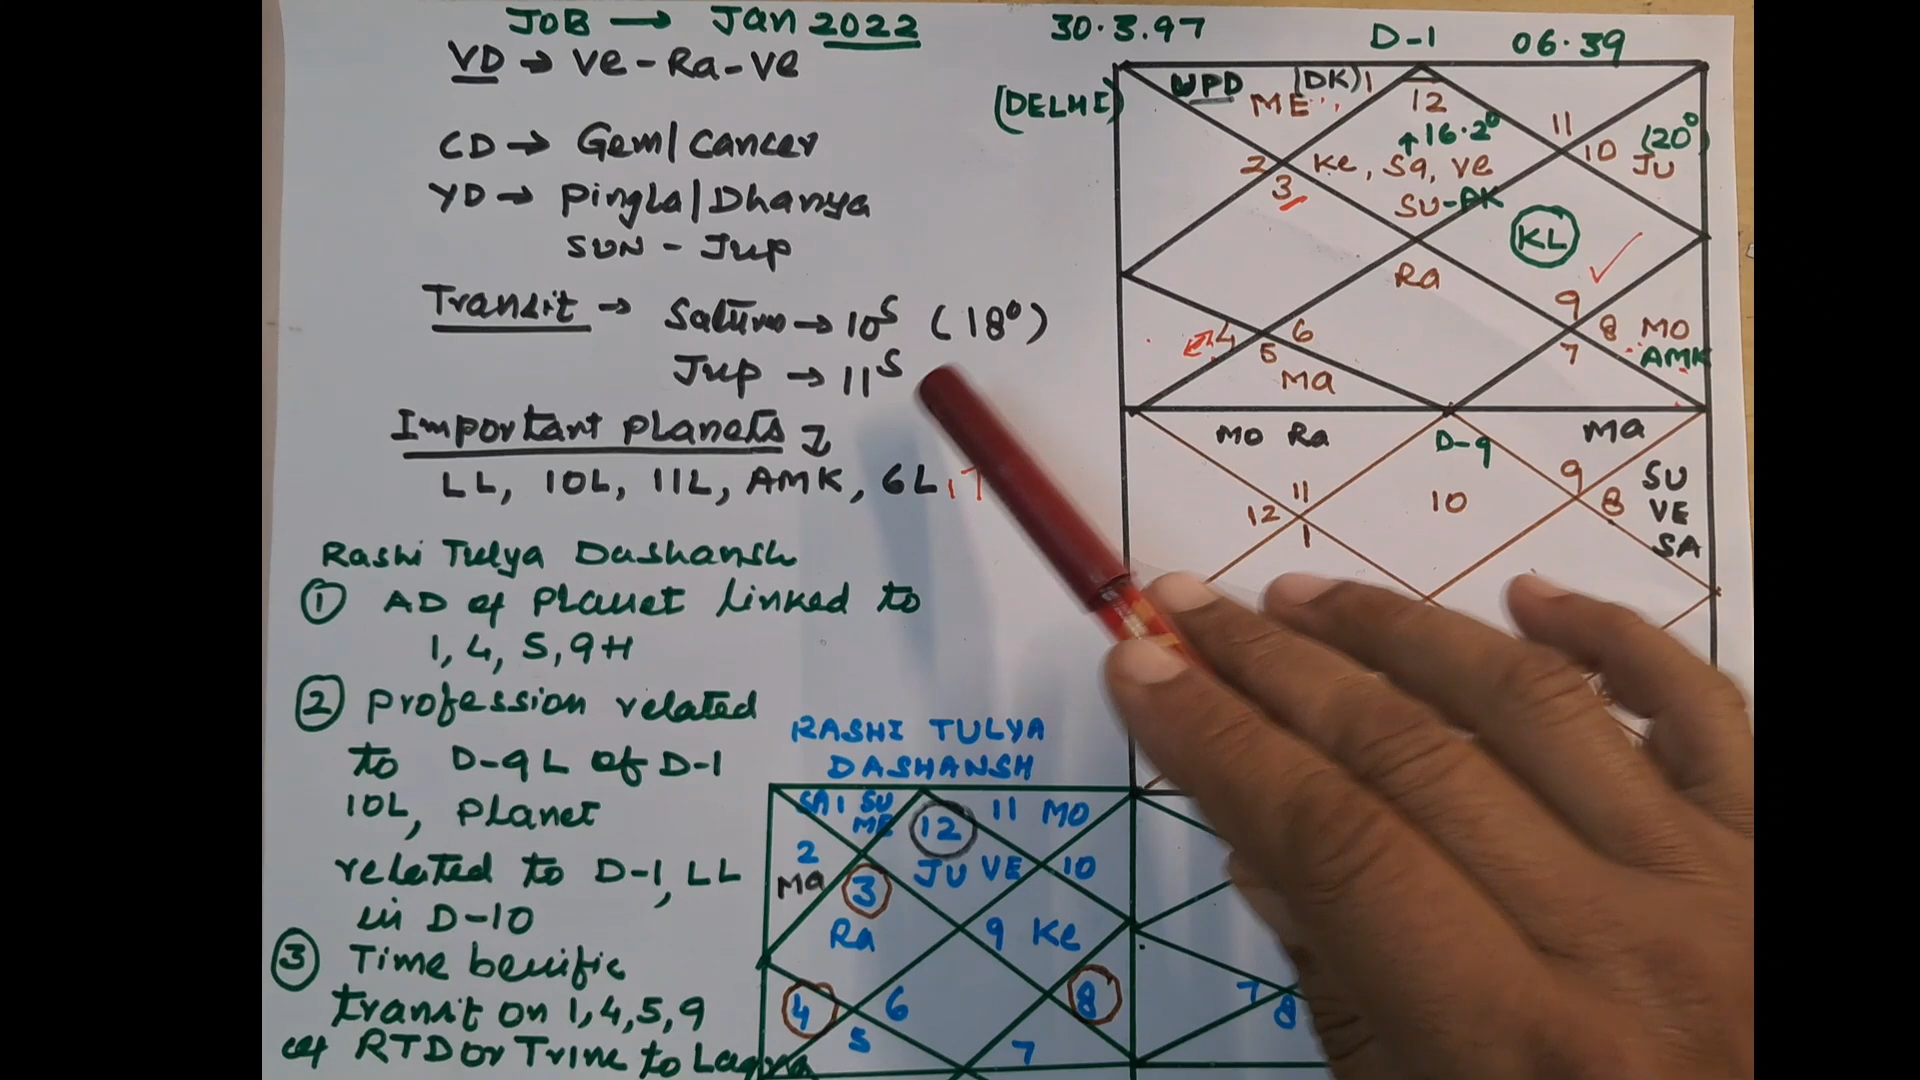 JOB → Jan 2022
VD → Ve-Ra-Ve
CD → Gem/Cancer
YD → Pingla/Dhanya
SUN - Jup
Transit → Saturn → 10S (18°)
Jup → 11S
Important planets
LL, 10L, 11L, AMK, 6L,
Rashi Tulya Dashansh
① AD of planet linked to
1, 4, 5, 9H
② Profession related
to D-9L of D-1
10L, planet
related to D-1, LL
in D-10
③ Time benific
transit on 1,4,5,9
of RTD or Trine to Lagna
30.3.97 D-1 06.39
(DELHI)
UPD (DK) 1
ME 12
↑16.2°
11
10 (20°)
JU
2
3
Ke, Sa, Ve
SU-AK
KL
Ra
9
4
6
5
Ma
7
8 MO
AMK
MO Ra D-9 Ma
11
12
1
10
9
8
SU
VE
SA
RASHI TULYA
DASHANSH
SA 1 SU
ME
12
11 MO
2
Ma
3
JU VE
10
Ra
9 Ke
4
6
8
5
7
7
8